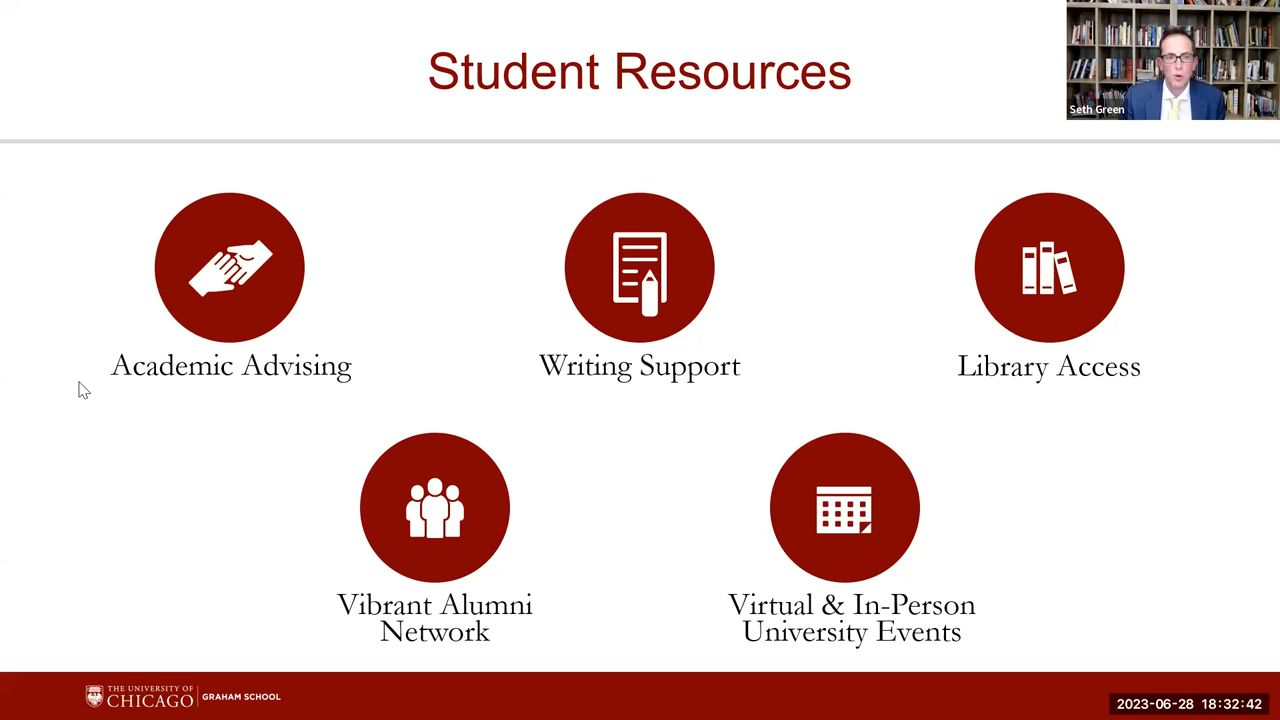 Student Resources
Seth Green
Academic Advising
Writing Support
Library Access
Vibrant Alumni
Network
Virtual & In-Person
University Events
THE UNIVERSITY OF
CHICAGO
GRAHAM SCHOOL
2023-06-28 18:32:42